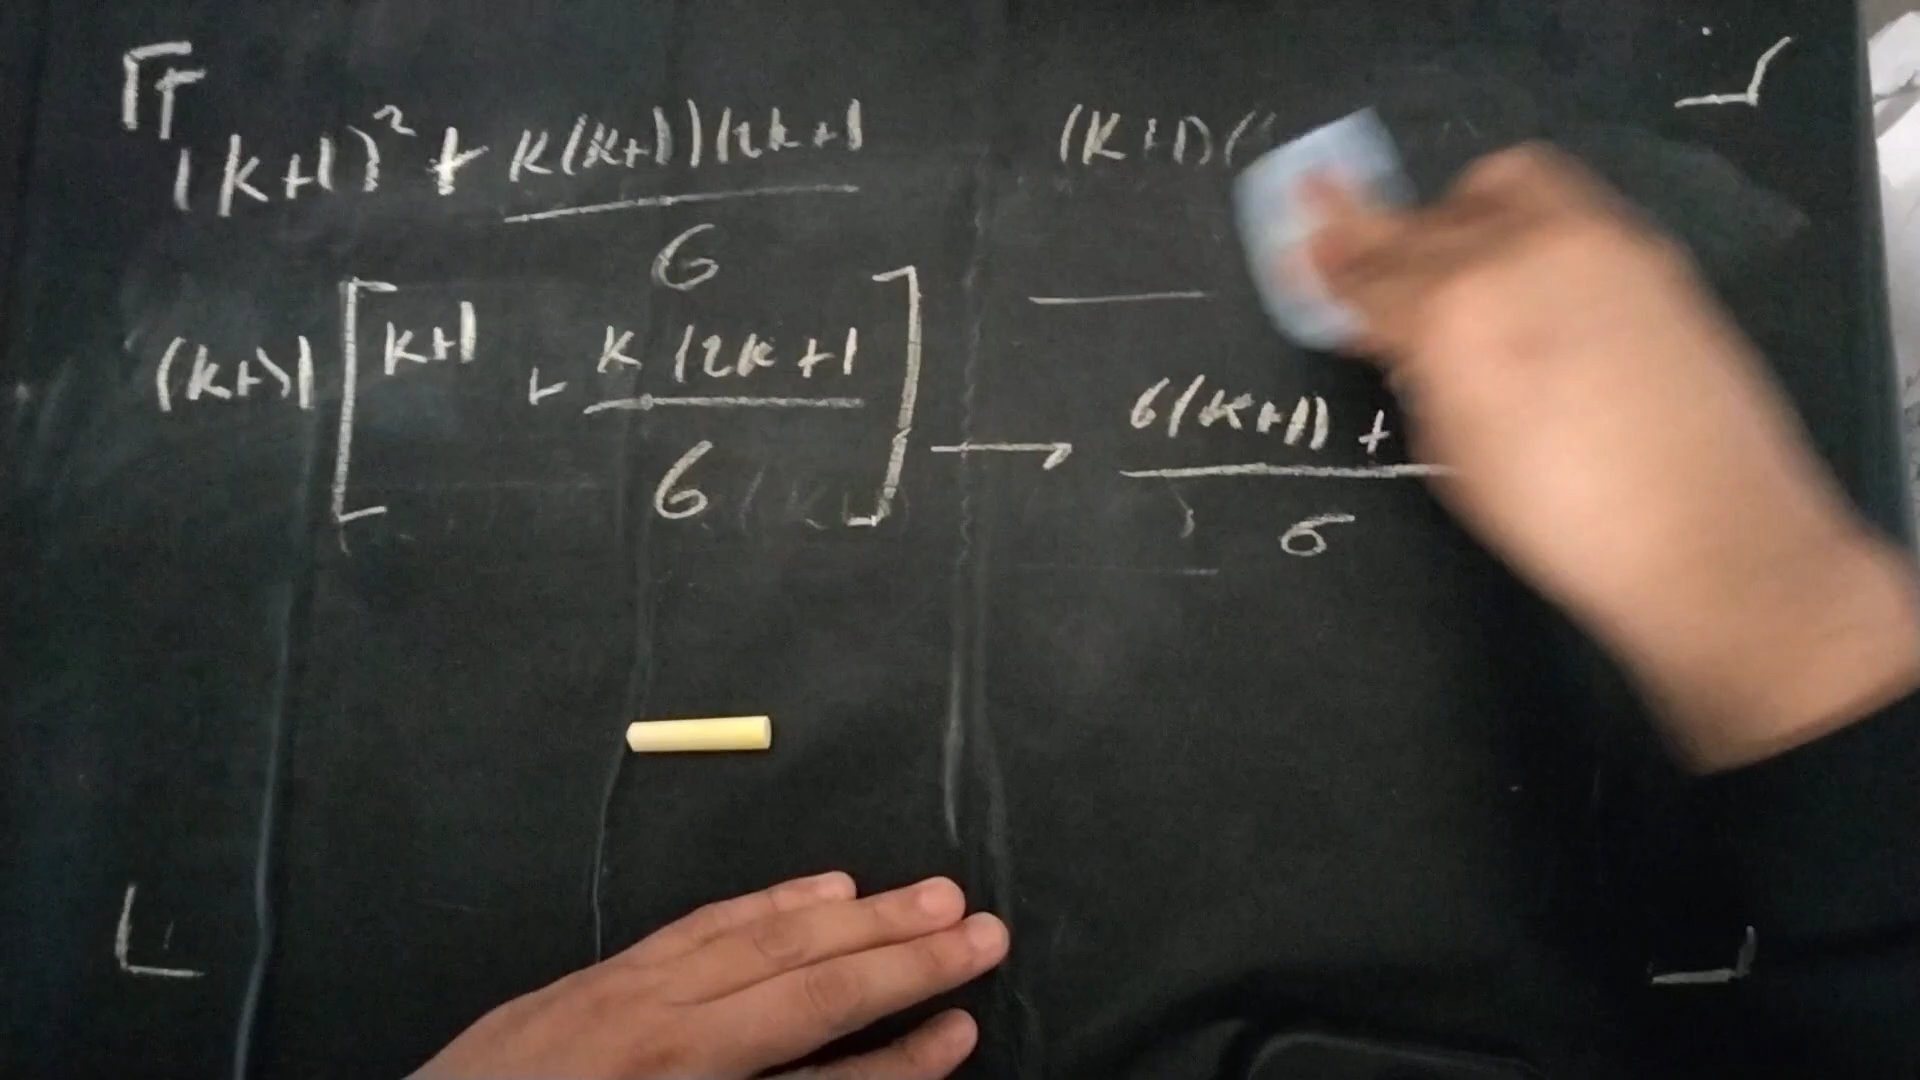 (k+1)² + k(k+1)(2k+1
6
(k+1) [ k+1 + k(2k+1 ] →
6
(k+1)(
6(k+1) +
6